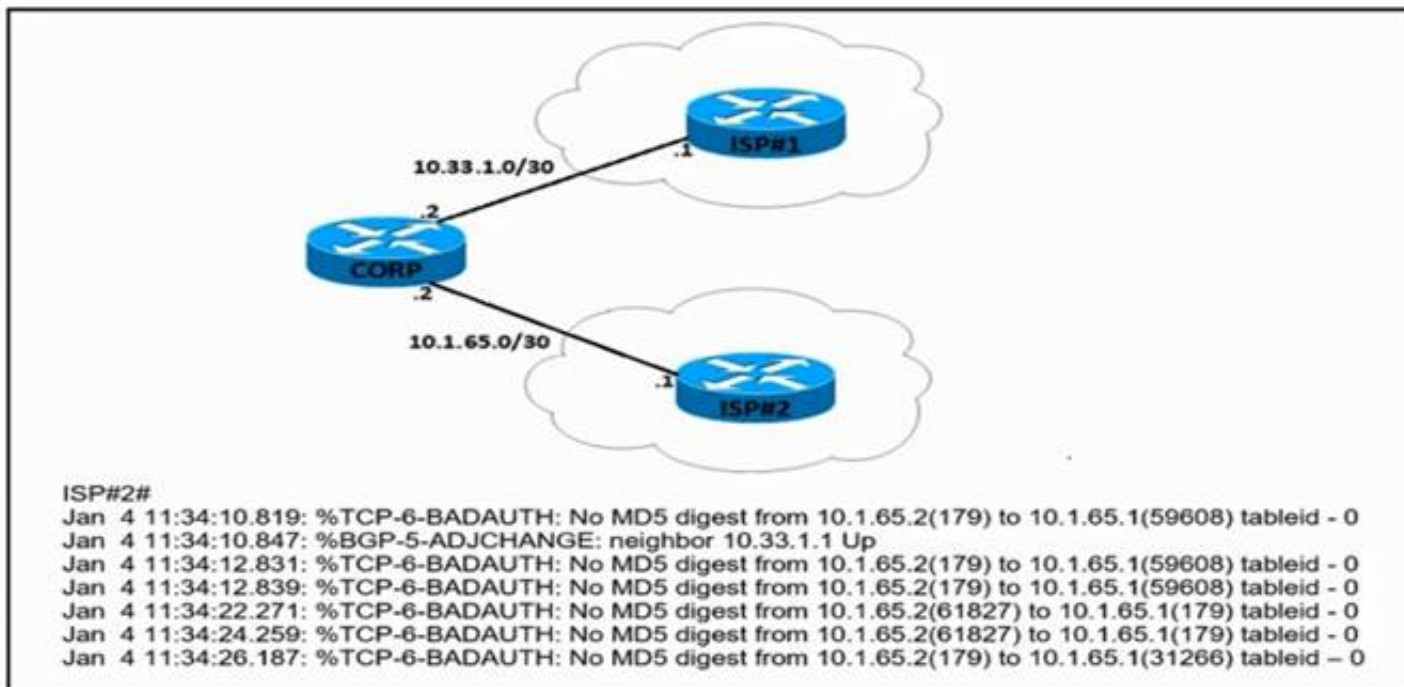 ISP#1
.1
10.33.1.0/30
.2
CORP
.2
10.1.65.0/30
.1
ISP#2
ISP#2#
Jan 4 11:34:10.819: %TCP-6-BADAUTH: No MD5 digest from 10.1.65.2(179) to 10.1.65.1(59608) tableid - 0
Jan 4 11:34:10.847: %BGP-5-ADJCHANGE: neighbor 10.33.1.1 Up
Jan 4 11:34:12.831: %TCP-6-BADAUTH: No MD5 digest from 10.1.65.2(179) to 10.1.65.1(59608) tableid - 0
Jan 4 11:34:12.839: %TCP-6-BADAUTH: No MD5 digest from 10.1.65.2(179) to 10.1.65.1(59608) tableid - 0
Jan 4 11:34:22.271: %TCP-6-BADAUTH: No MD5 digest from 10.1.65.2(61827) to 10.1.65.1(179) tableid - 0
Jan 4 11:34:24.259: %TCP-6-BADAUTH: No MD5 digest from 10.1.65.2(61827) to 10.1.65.1(179) tableid - 0
Jan 4 11:34:26.187: %TCP-6-BADAUTH: No MD5 digest from 10.1.65.2(179) to 10.1.65.1(31266) tableid – 0